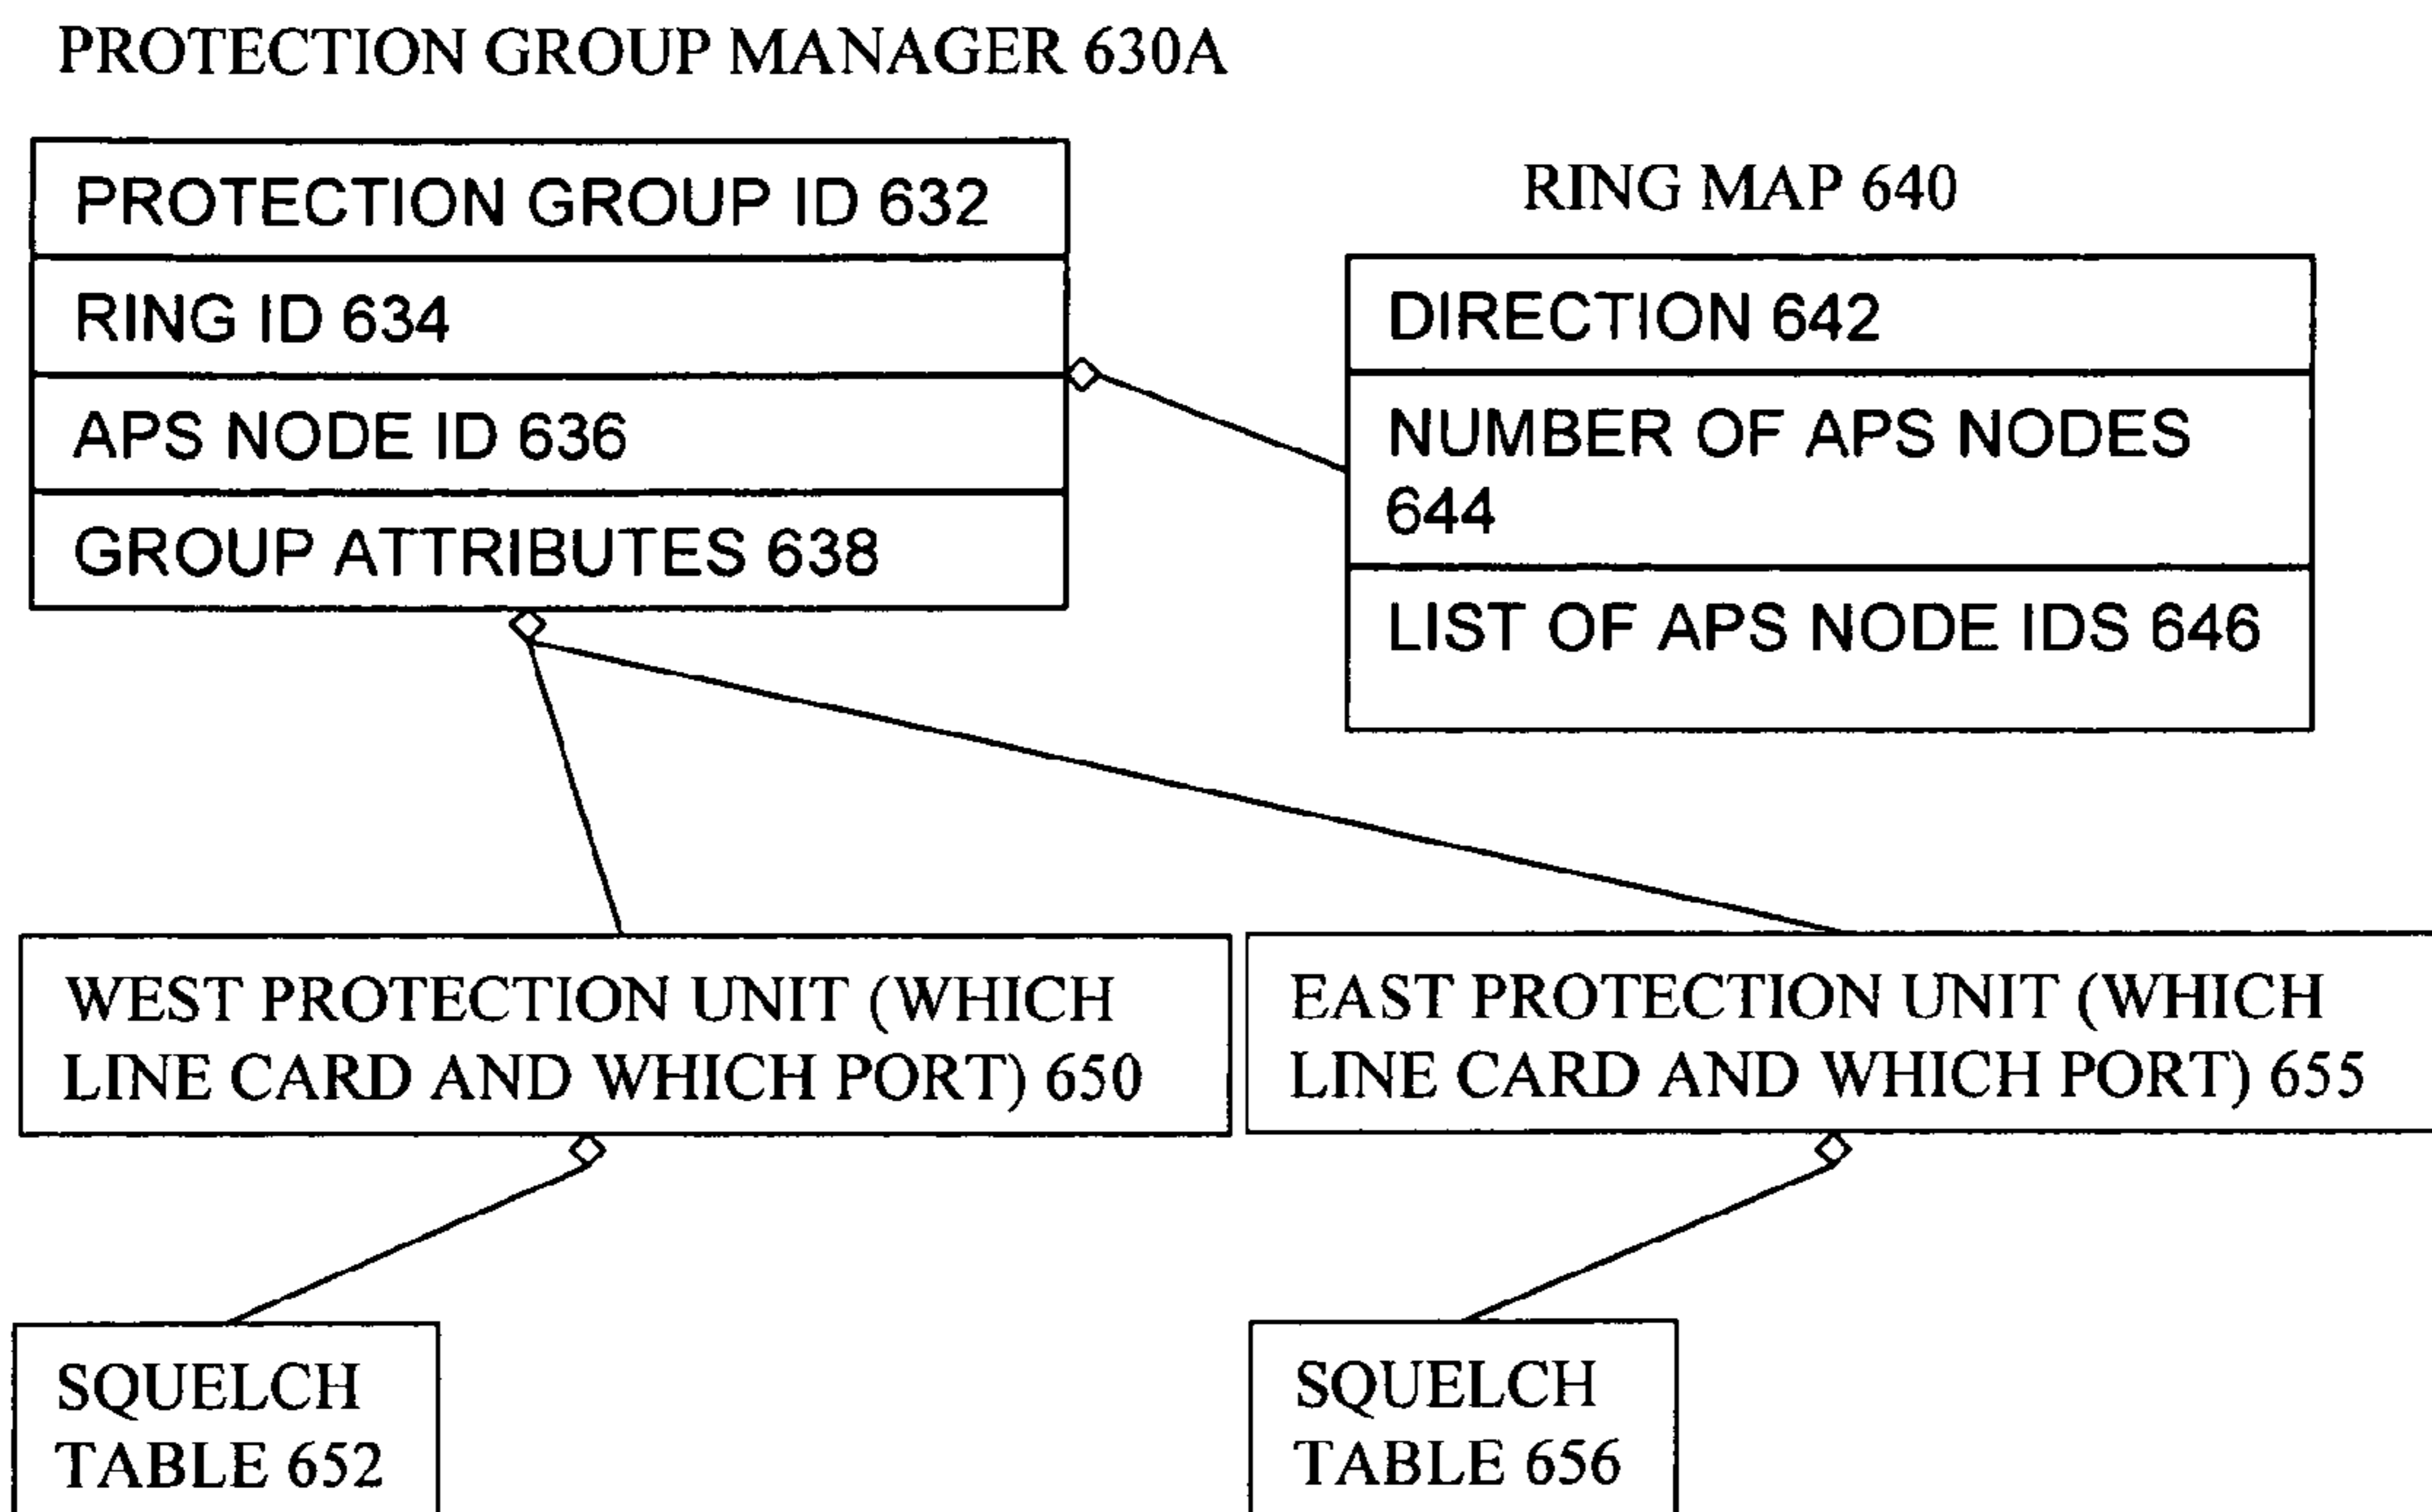 PROTECTION GROUP MANAGER 630A
PROTECTION GROUP ID 632
RING ID 634
APS NODE ID 636
GROUP ATTRIBUTES 638
RING MAP 640
DIRECTION 642
NUMBER OF APS NODES
644
LIST OF APS NODE IDS 646
WEST PROTECTION UNIT (WHICH
LINE CARD AND WHICH PORT) 650
EAST PROTECTION UNIT (WHICH
LINE CARD AND WHICH PORT) 655
SQUELCH
TABLE 652
SQUELCH
TABLE 656